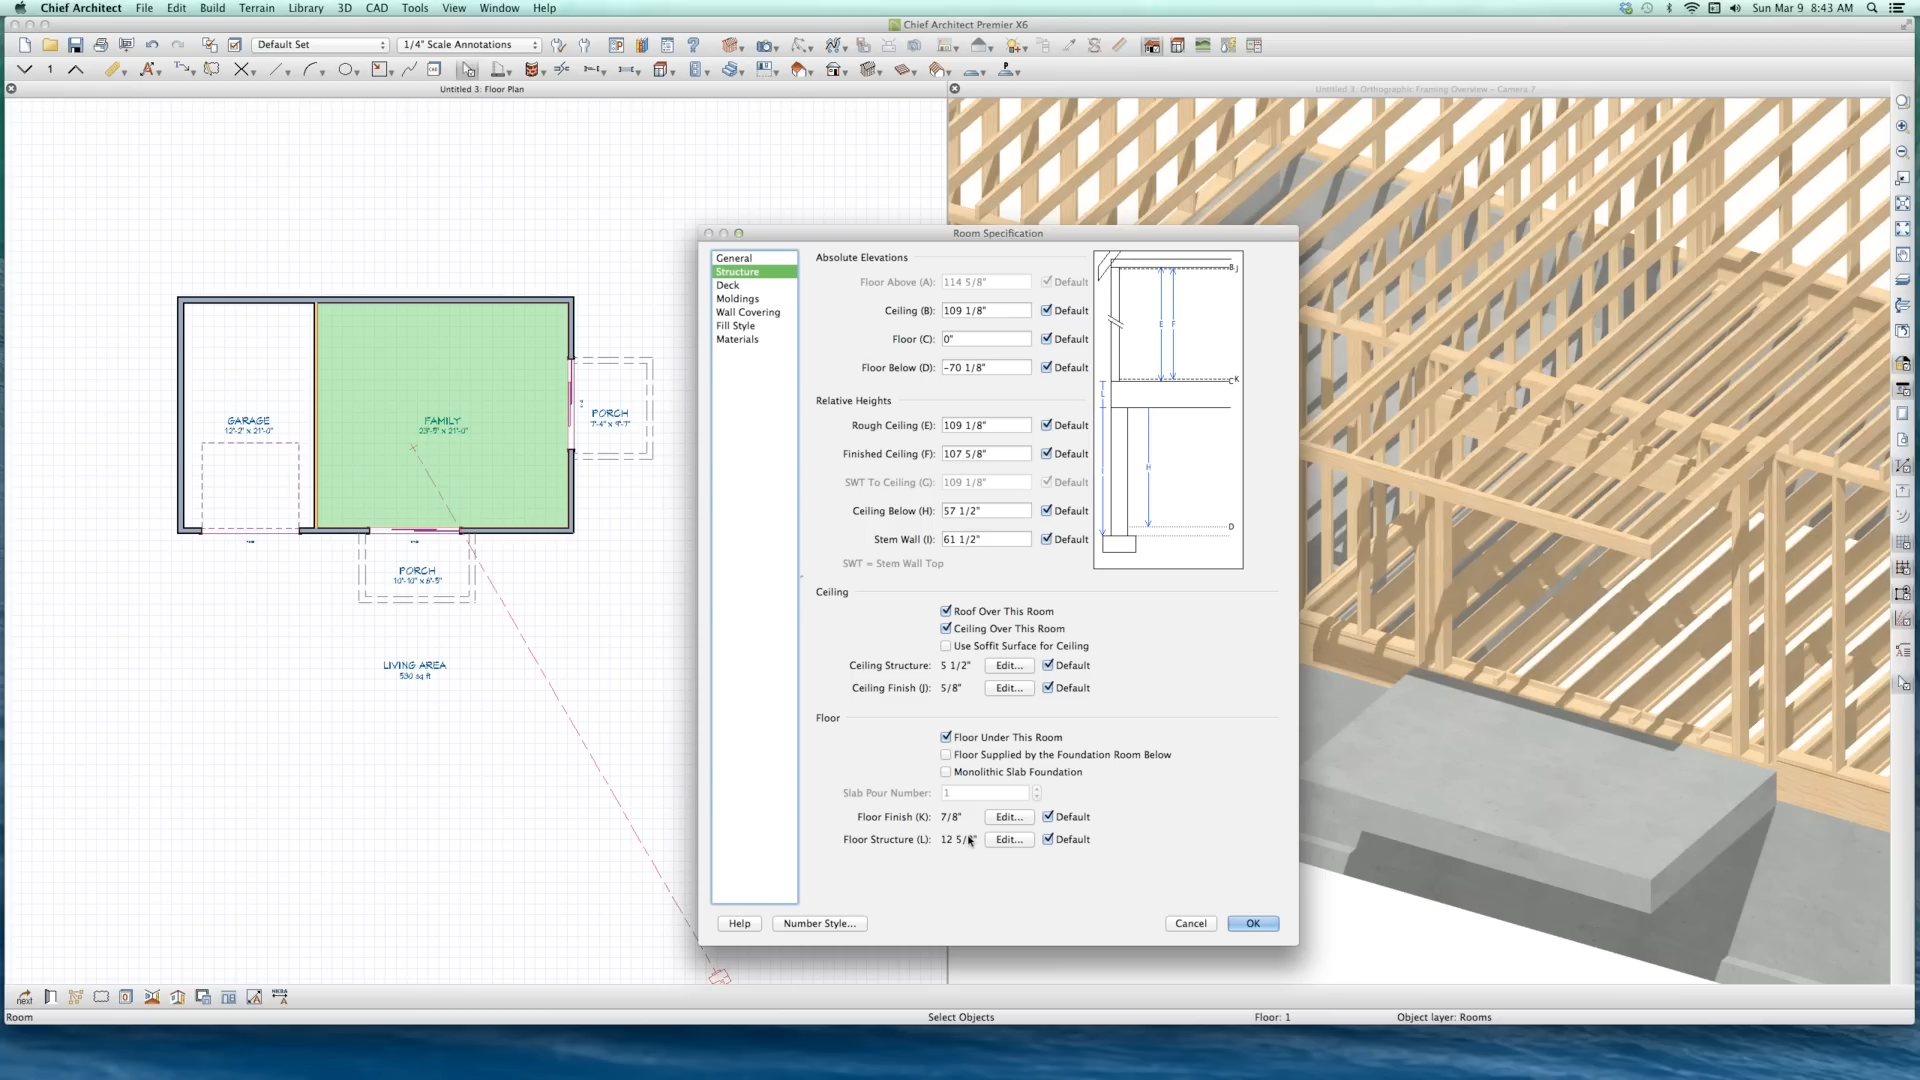 Chief Architect File Edit Build Terrain Library 3D CAD Tools View Window Help Sun Mar 9 8:43 AM
Chief Architect Premier X6
Default Set 1/4" Scale Annotations
1
Untitled 3: Floor Plan
Untitled 3: Orthographic Framing Overview - Camera 7
GARAGE
12'-2" x 21'-0"
FAMILY
23'-5" x 21'-0"
PORCH
7'-4" x 9'-7"
PORCH
10'-10" x 6'-5"
LIVING AREA
530 sq ft
Room Specification
General
Structure
Deck
Moldings
Wall Covering
Fill Style
Materials
Absolute Elevations
Floor Above (A): 114 5/8" Default
Ceiling (B): 109 1/8" Default
Floor (C): 0" Default
Floor Below (D): -70 1/8" Default
Relative Heights
Rough Ceiling (E): 109 1/8" Default
Finished Ceiling (F): 107 5/8" Default
SWT To Ceiling (G): 109 1/8" Default
Ceiling Below (H): 57 1/2" Default
Stem Wall (I): 61 1/2" Default
SWT = Stem Wall Top
B J
E F
C K
L
H
D
Ceiling
Roof Over This Room
Ceiling Over This Room
Use Soffit Surface for Ceiling
Ceiling Structure: 5 1/2" Edit... Default
Ceiling Finish (J): 5/8" Edit... Default
Floor
Floor Under This Room
Floor Supplied by the Foundation Room Below
Monolithic Slab Foundation
Slab Pour Number: 1
Floor Finish (K): 7/8" Edit... Default
Floor Structure (L): 12 Edit... Default
Help Number Style... Cancel OK
next
Room Select Objects Floor: 1 Object layer: Rooms